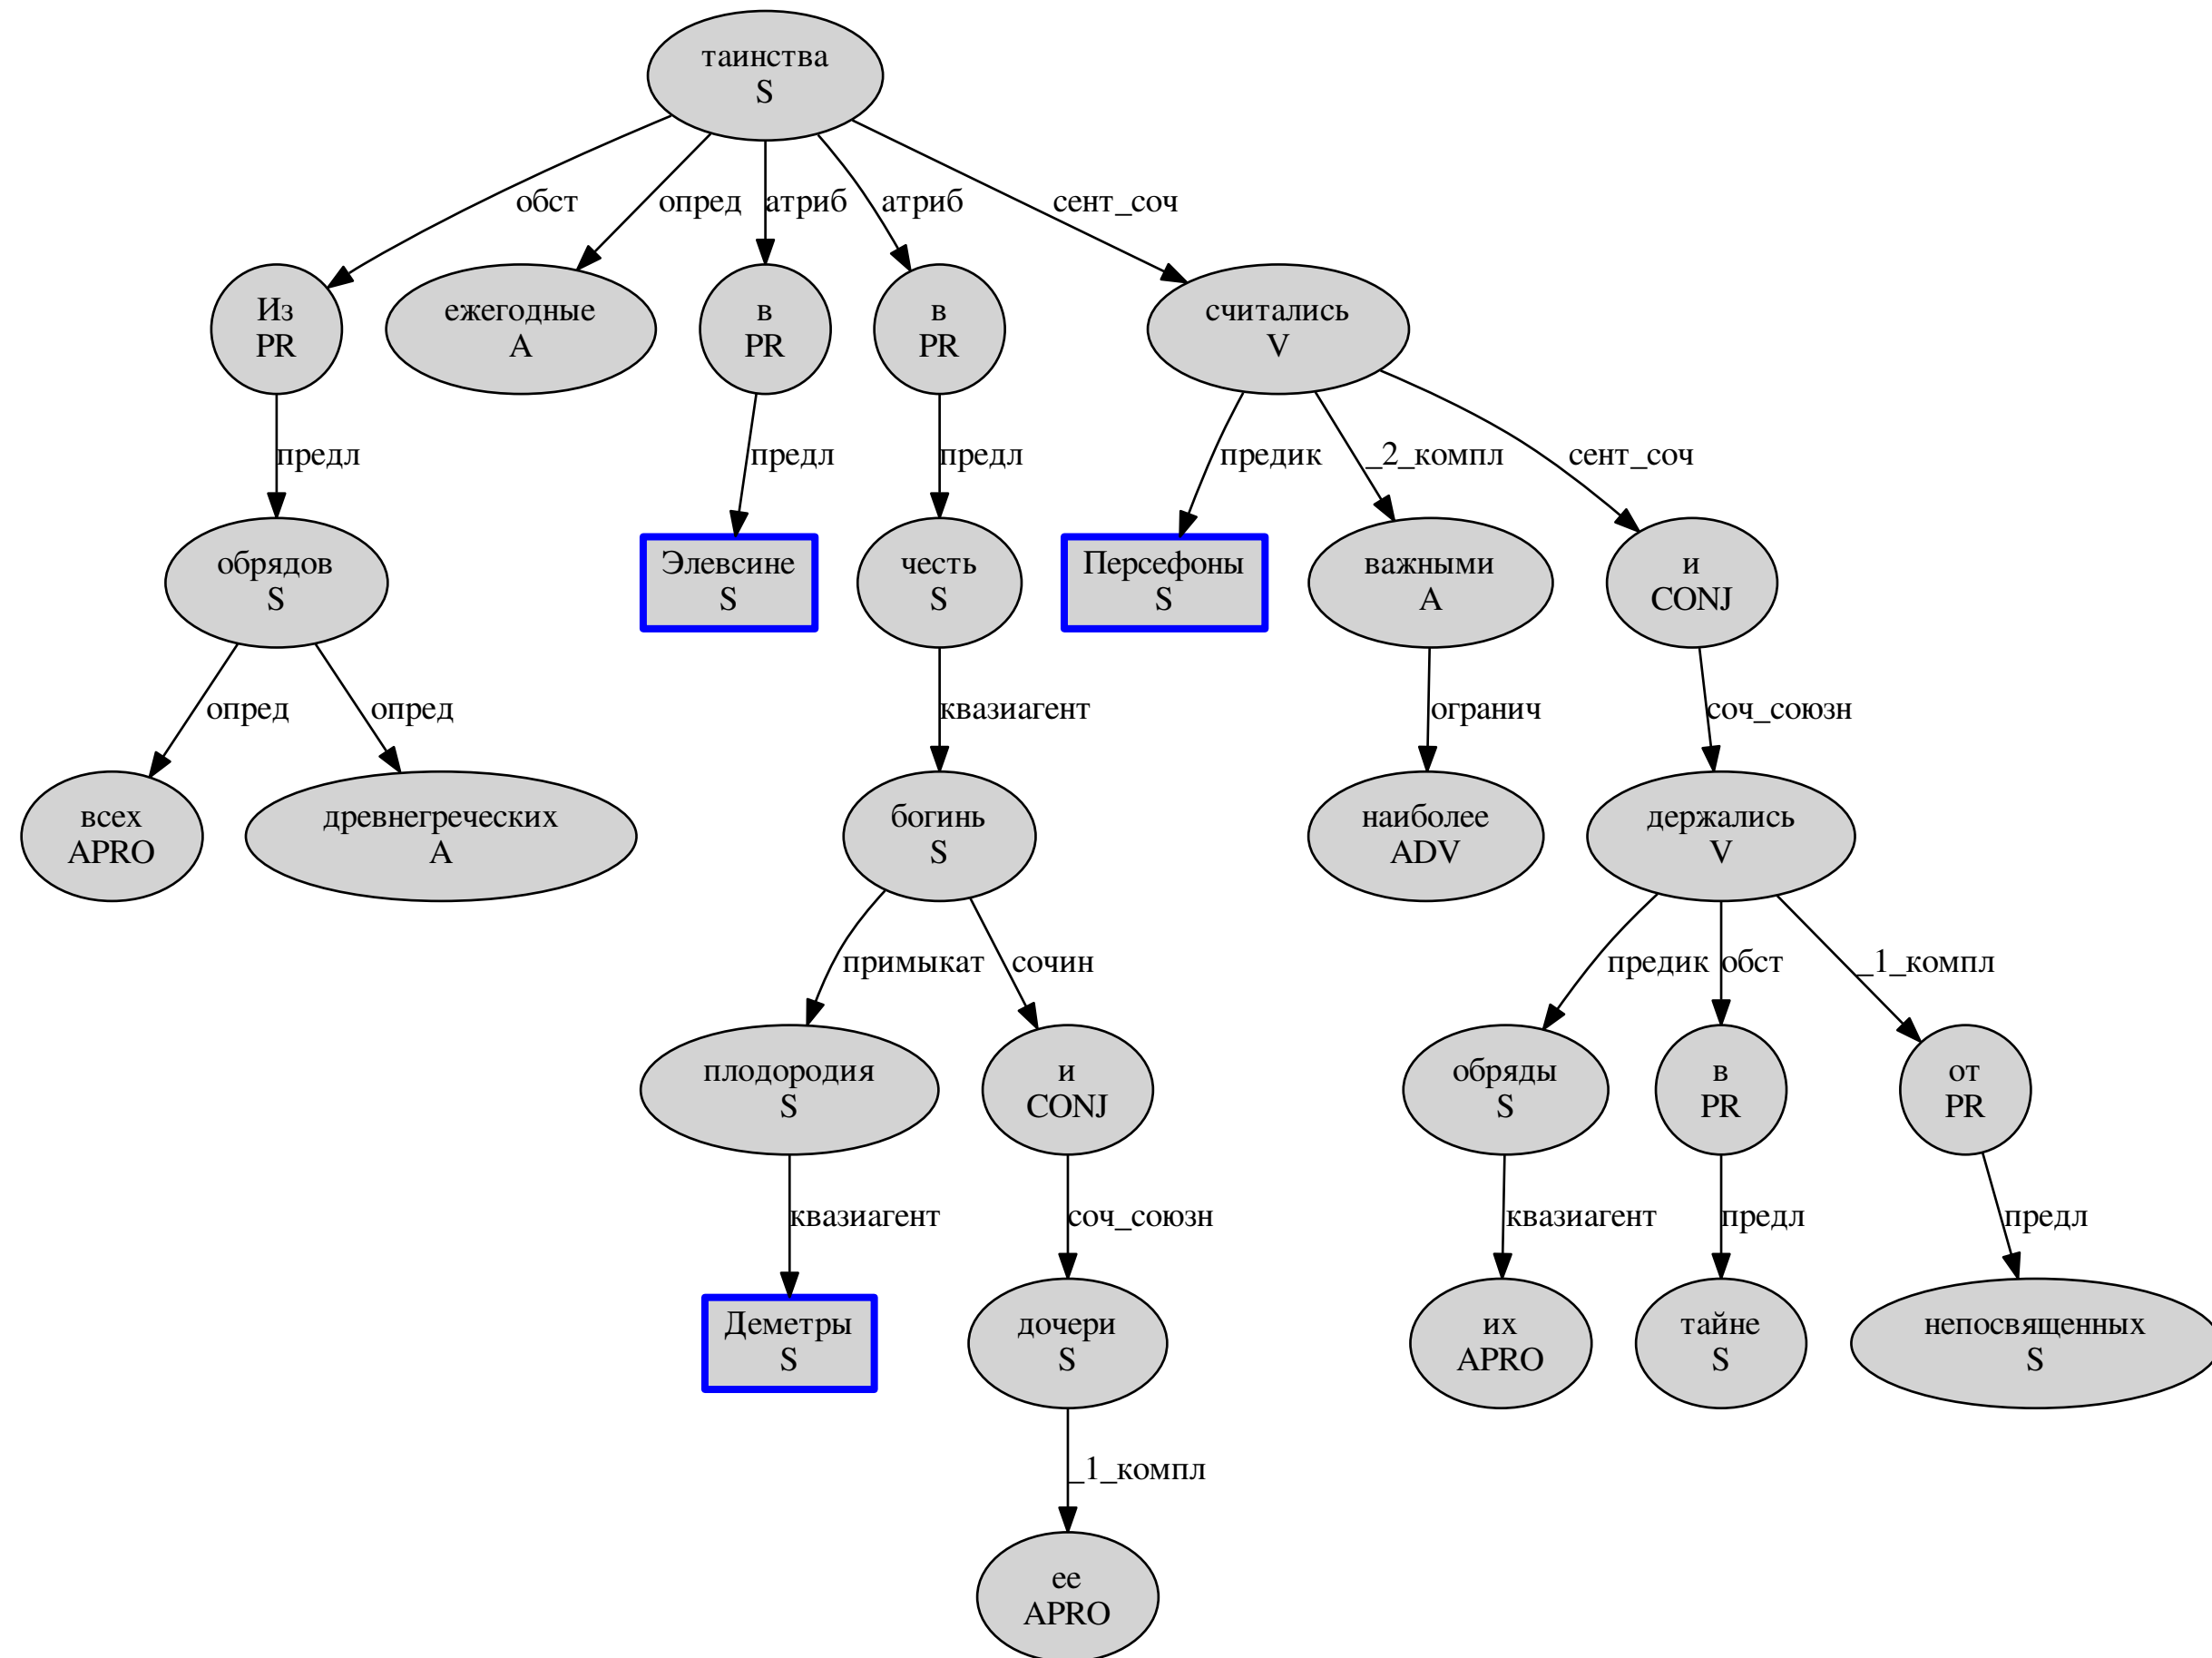 таинства
S
обст
опред
атриб
атриб
сент_соч
Из
PR
ежегодные
A
в
PR
в
PR
считались
V
предл
предл
предл
предик
_2_компл
сент_соч
обрядов
S
Элевсине
S
честь
S
Персефоны
S
важными
A
и
CONJ
опред
опред
квазиагент
огранич
соч_союзн
всех
APRO
древнегреческих
A
богинь
S
наиболее
ADV
держались
V
примыкат
сочин
предик
обст
_1_компл
плодородия
S
и
CONJ
обряды
S
в
PR
от
PR
квазиагент
соч_союзн
квазиагент
предл
предл
Деметры
S
дочери
S
их
APRO
тайне
S
непосвященных
S
_1_компл
ее
APRO